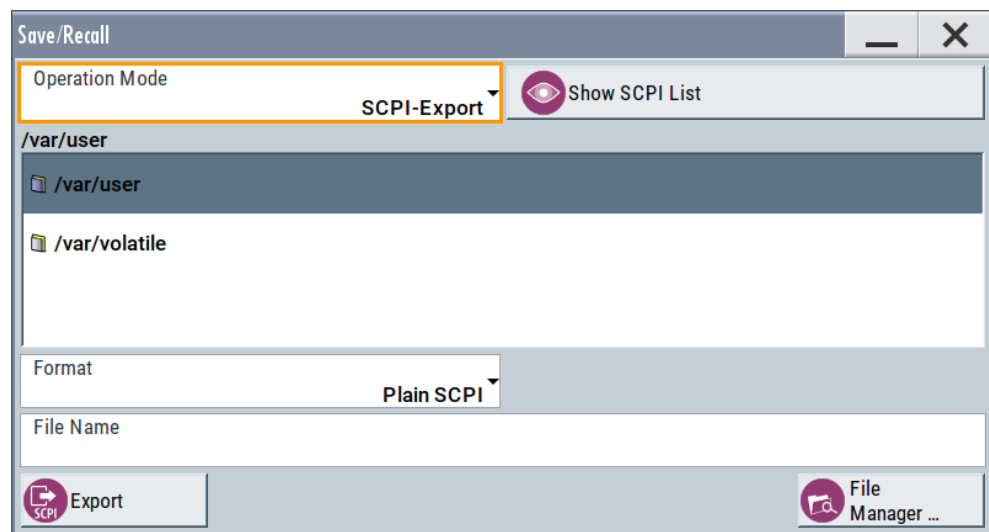 Save/Recall
Operation Mode
SCPI-Export
Show SCPI List
/var/user
/var/user
/var/volatile
Format
Plain SCPI
File Name
SCPI
Export
File
Manager ...